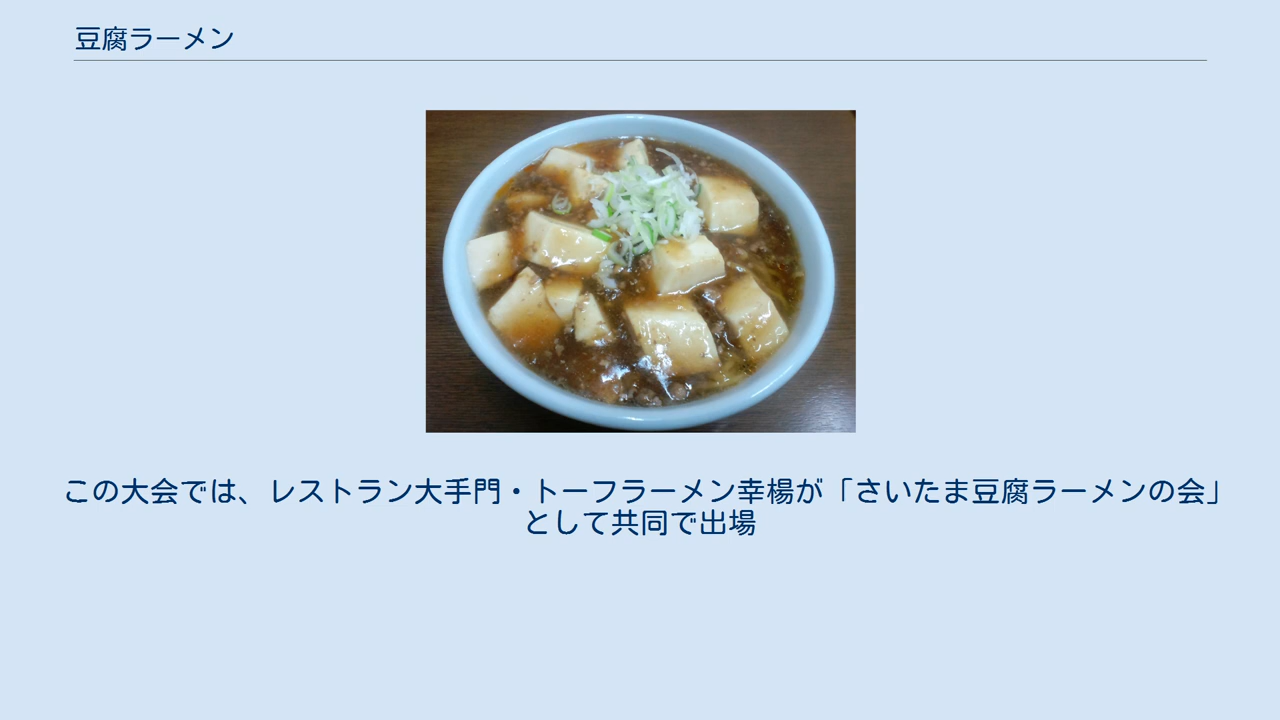 豆腐ラーメン
この大会では、レストラン大手門・トーフラーメン幸楊が「さいたま豆腐ラーメンの会」
として共同で出場